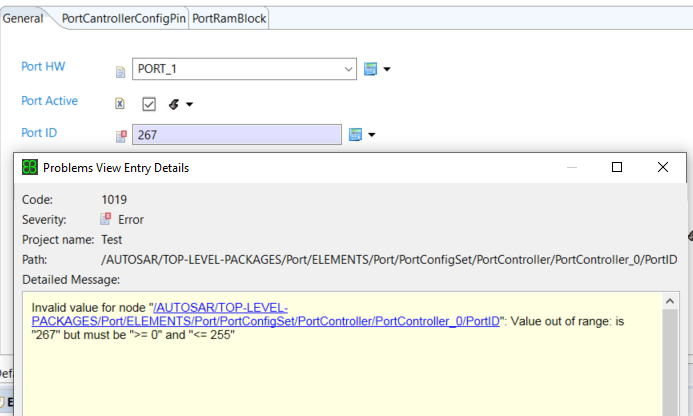 General PortCantrollerConfigPin PortRamBlock
Port HW PORT_1
Port Active
Port ID 267
EB Problems View Entry Details
Code: 1019
Severity: Error
Project name: Test
Path: /AUTOSAR/TOP-LEVEL-PACKAGES/Port/ELEMENTS/Port/PortConfigSet/PortController/PortController_0/PortID
Detailed Message:
Invalid value for node "/AUTOSAR/TOP-LEVEL-
PACKAGES/Port/ELEMENTS/Port/PortConfigSet/PortController/PortController_0/PortID": Value out of range: is
"267" but must be ">= 0" and "<= 255"